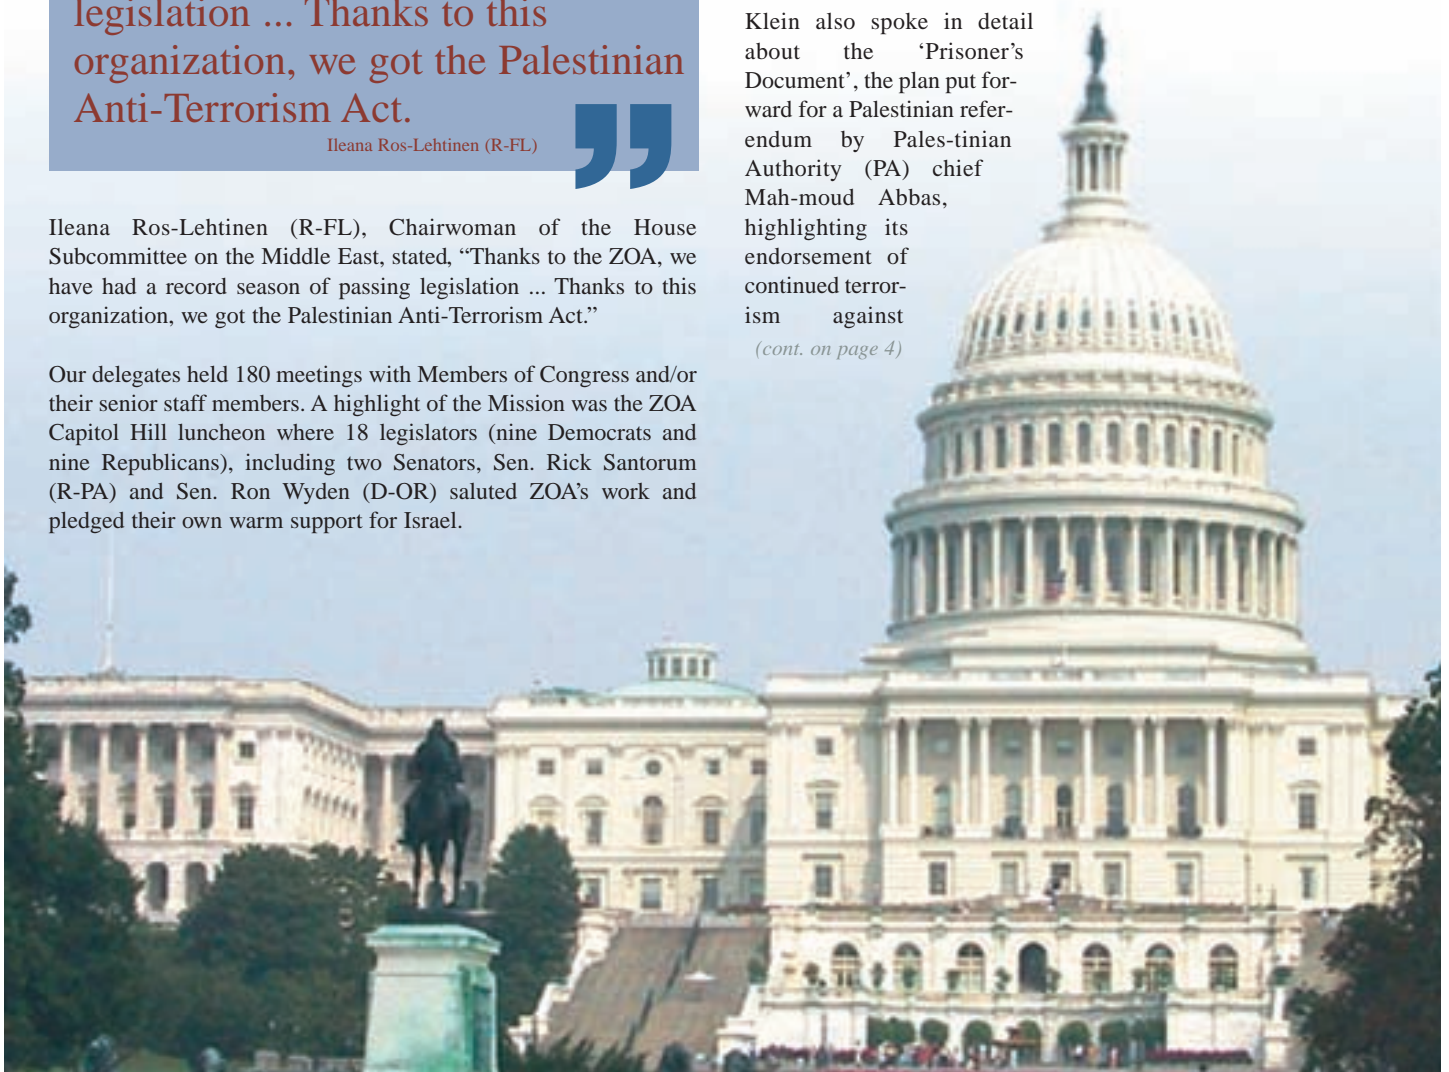 legislation ... Thanks to this
organization, we got the Palestinian
Anti-Terrorism Act.
Ileana Ros-Lehtinen (R-FL)
”
Ileana Ros-Lehtinen (R-FL), Chairwoman of the House
Subcommittee on the Middle East, stated, “Thanks to the ZOA, we
have had a record season of passing legislation ... Thanks to this
organization, we got the Palestinian Anti-Terrorism Act.”
Our delegates held 180 meetings with Members of Congress and/or
their senior staff members. A highlight of the Mission was the ZOA
Capitol Hill luncheon where 18 legislators (nine Democrats and
nine Republicans), including two Senators, Sen. Rick Santorum
(R-PA) and Sen. Ron Wyden (D-OR) saluted ZOA’s work and
pledged their own warm support for Israel.
Klein also spoke in detail
about the ‘Prisoner’s
Document’, the plan put for-
ward for a Palestinian refer-
endum by Pales-tinian
Authority (PA) chief
Mah-moud Abbas,
highlighting its
endorsement of
continued terror-
ism against
(cont. on page 4)